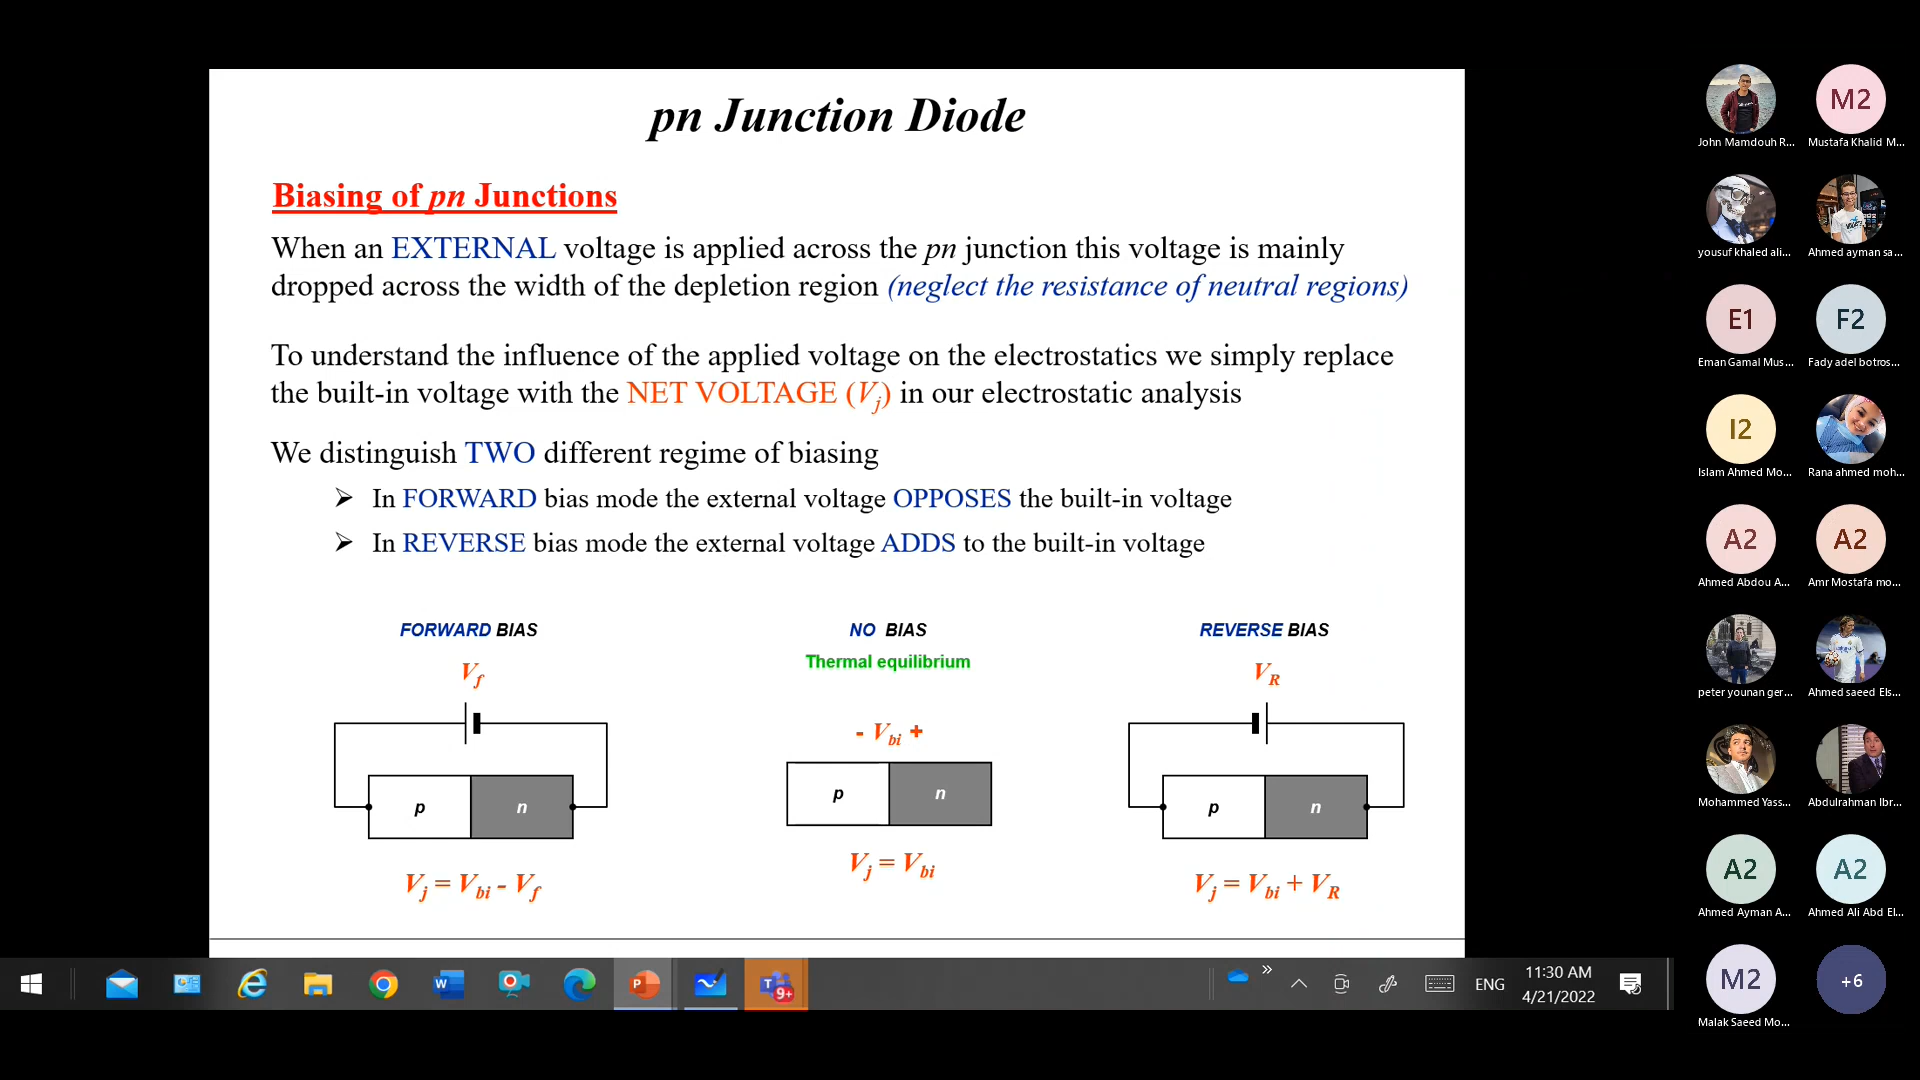 pn Junction Diode
Biasing of pn Junctions
When an EXTERNAL voltage is applied across the pn junction this voltage is mainly
dropped across the width of the depletion region (neglect the resistance of neutral regions)
To understand the influence of the applied voltage on the electrostatics we simply replace
the built-in voltage with the NET VOLTAGE (Vj) in our electrostatic analysis
We distinguish TWO different regime of biasing
➢ In FORWARD bias mode the external voltage OPPOSES the built-in voltage
➢ In REVERSE bias mode the external voltage ADDS to the built-in voltage
FORWARD BIAS
Vf
p n
Vj = Vbi - Vf
NO BIAS
Thermal equilibrium
- Vbi +
p n
Vj = Vbi
REVERSE BIAS
VR
p n
Vj = Vbi + VR
John Mamdouh R...
M2
Mustafa Khalid M...
yousuf khaled ali...
Ahmed ayman sa...
E1
Eman Gamal Mus...
F2
Fady adel botros...
I2
Islam Ahmed Mo...
Rana ahmed moh...
A2
Ahmed Abdou A...
A2
Amr Mostafa mo...
peter younan ger...
Ahmed saeed Els...
Mohammed Yass...
Abdulrahman Ibr...
A2
Ahmed Ayman A...
A2
Ahmed Ali Abd El...
M2
Malak Saeed Mo...
+6
W
P
T
9+
ENG
11:30 AM
4/21/2022